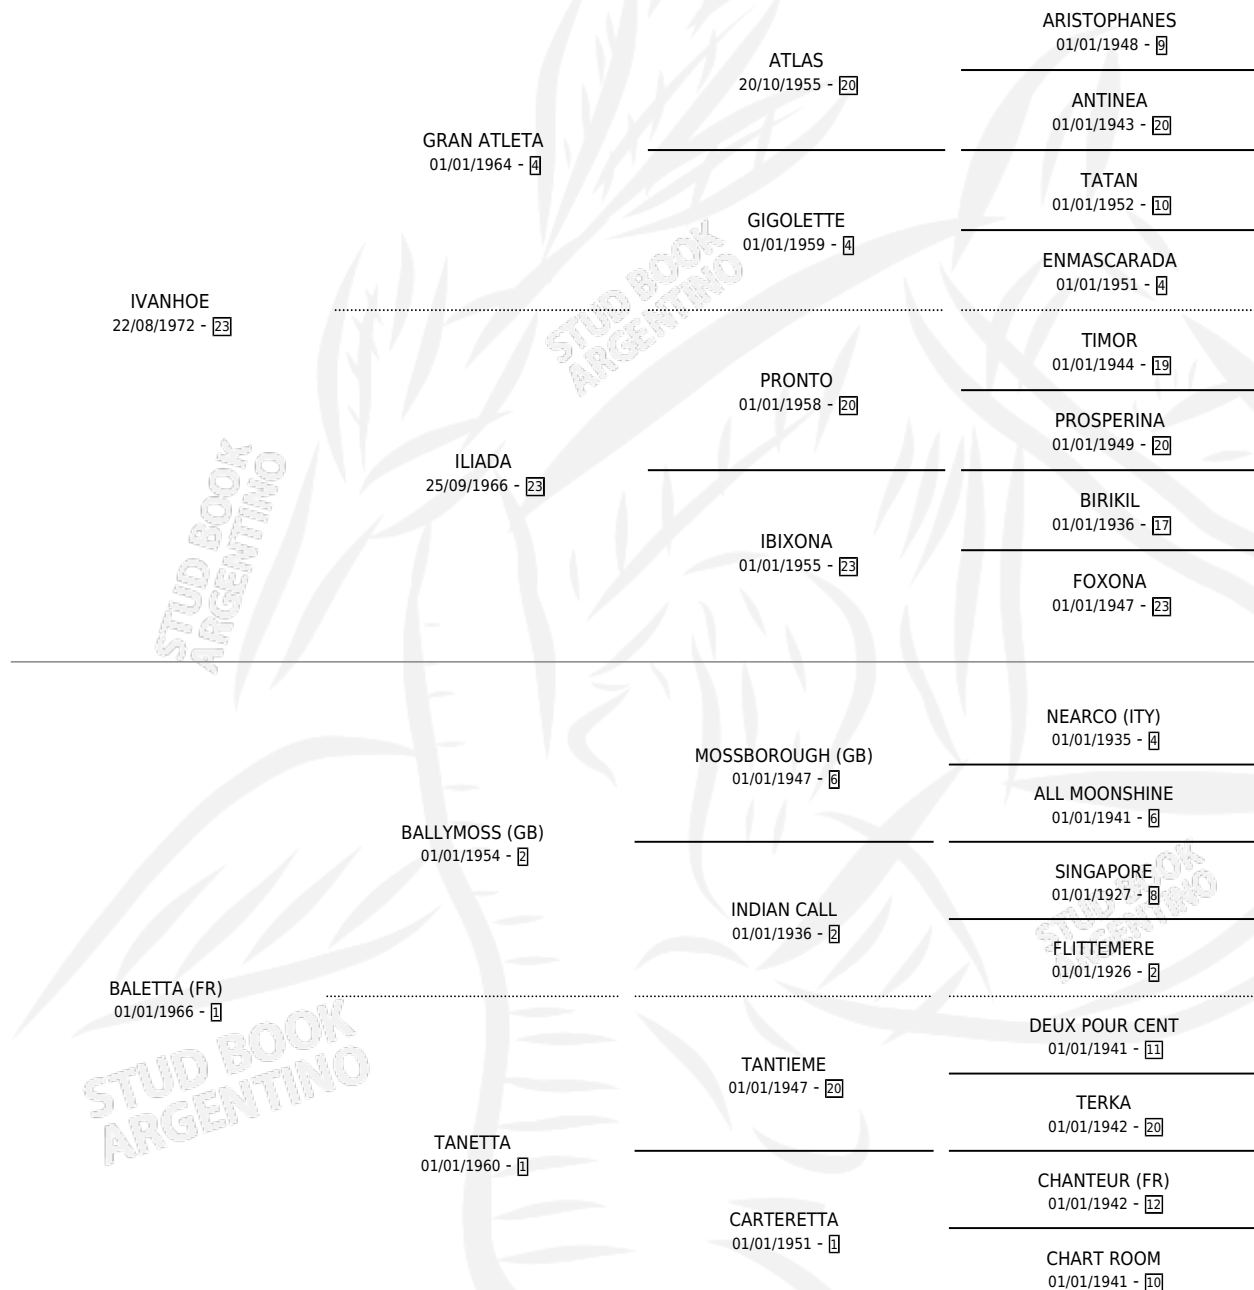 ARISTOPHANES
01/01/1948 - 9
ATLAS
20/10/1955 - 20
ANTINEA
01/01/1943 - 20
GRAN ATLETA
01/01/1964 - 4
TATAN
01/01/1952 - 10
GIGOLETTE
01/01/1959 - 4
ENMASCARADA
01/01/1951 - 4
IVANHOE
22/08/1972 - 23
STUD BOOK
ARGENTINO
TIMOR
01/01/1944 - 19
PRONTO
01/01/1958 - 20
PROSPERINA
01/01/1949 - 20
ILIADA
25/09/1966 - 23
BIRIKIL
01/01/1936 - 17
IBIXONA
01/01/1955 - 23
FOXONA
01/01/1947 - 23
STUD BOOK
ARGENTINO
NEARCO (ITY)
01/01/1935 - 4
MOSSBOROUGH (GB)
01/01/1947 - 6
ALL MOONSHINE
01/01/1941 - 6
BALLYMOSS (GB)
01/01/1954 - 2
SINGAPORE
01/01/1927 - 8
INDIAN CALL
01/01/1936 - 2
FLITTEMERE
01/01/1926 - 2
STUD BOOK
ARGENTINO
BALETTA (FR)
01/01/1966 - 1
DEUX POUR CENT
01/01/1941 - 11
TANTIEME
01/01/1947 - 20
TERKA
01/01/1942 - 20
STUD BOOK
ARGENTINO
TANETTA
01/01/1960 - 1
CHANTEUR (FR)
01/01/1942 - 12
CARTERETTA
01/01/1951 - 1
CHART ROOM
01/01/1941 - 10